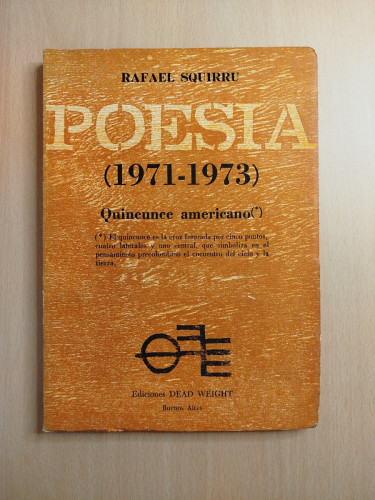 RAFAEL SQUIRRU
POESIA
(1971-1973)
Quincunce americano(*)
(*) El quincunce es la cruz formada por cinco puntos,
cuatro laterales y uno central, que simboliza en el
pensamiento precolombino el encuentro del cielo y la
tierra.
Ediciones DEAD WEIGHT
Buenos Aires